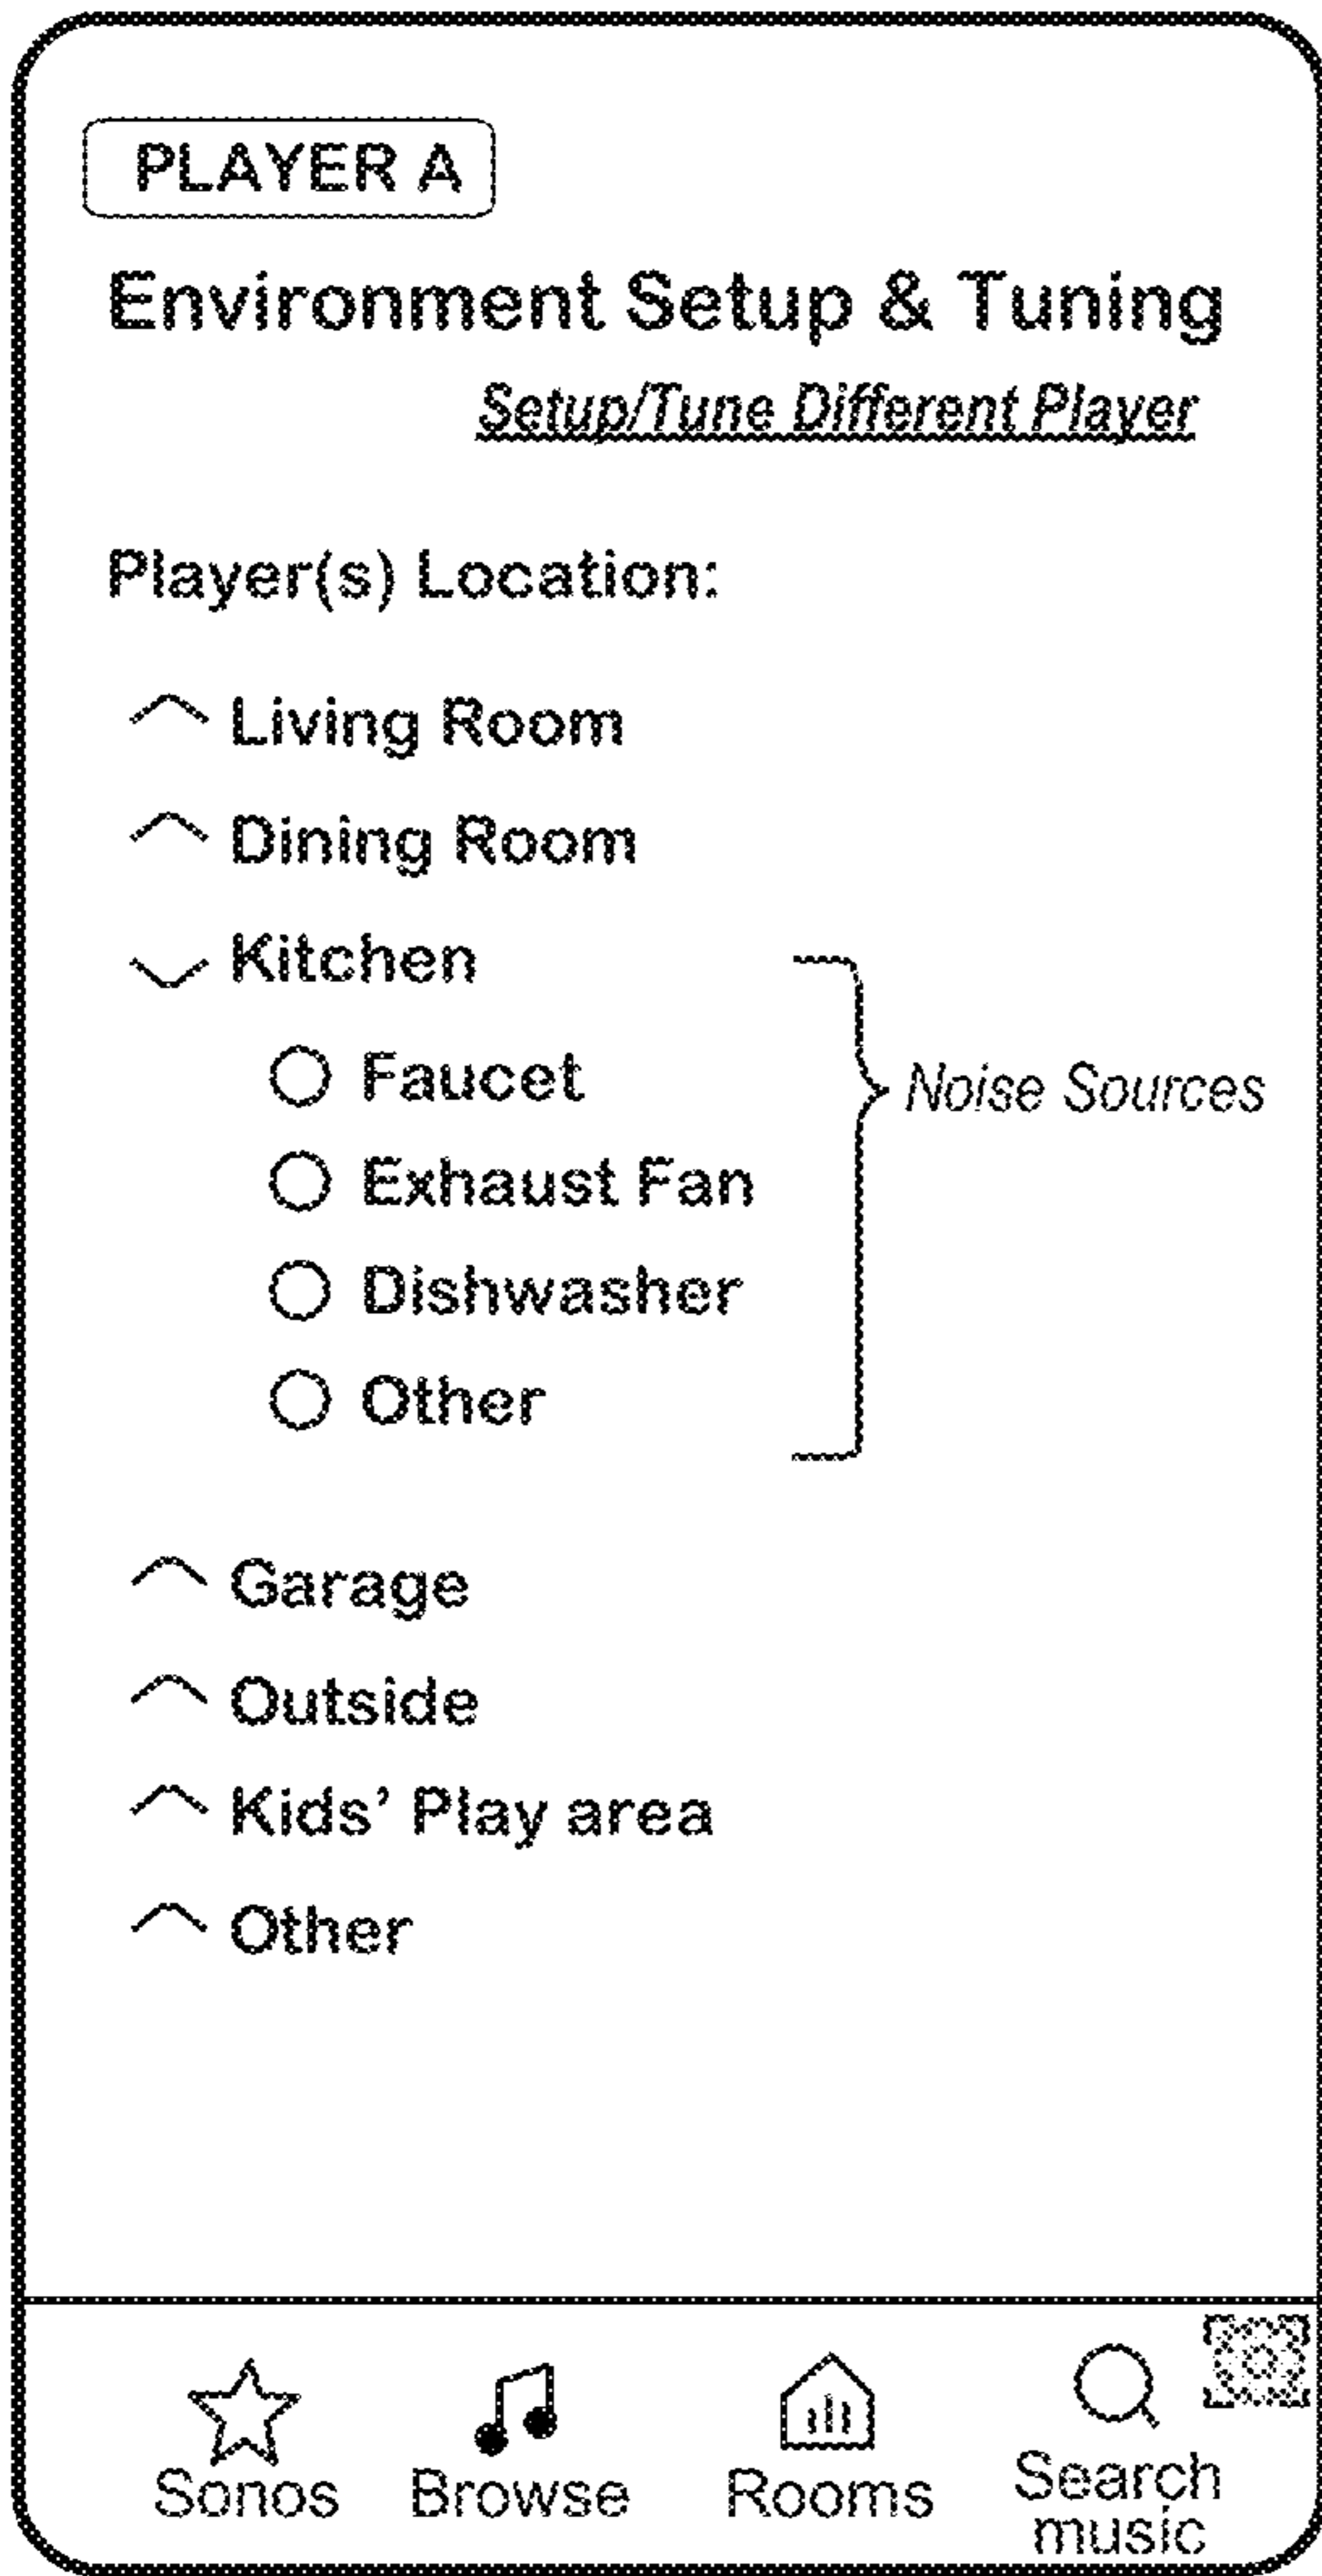 PLAYER A
Environment Setup & Tuning
Setup/Tune Different Player
Player(s) Location:
Living Room
Dining Room
Kitchen
Faucet
Exhaust Fan
Dishwasher
Other
Noise Sources
Garage
Outside
Kids’ Play area
Other
Sonos
Browse
Rooms
Search
music